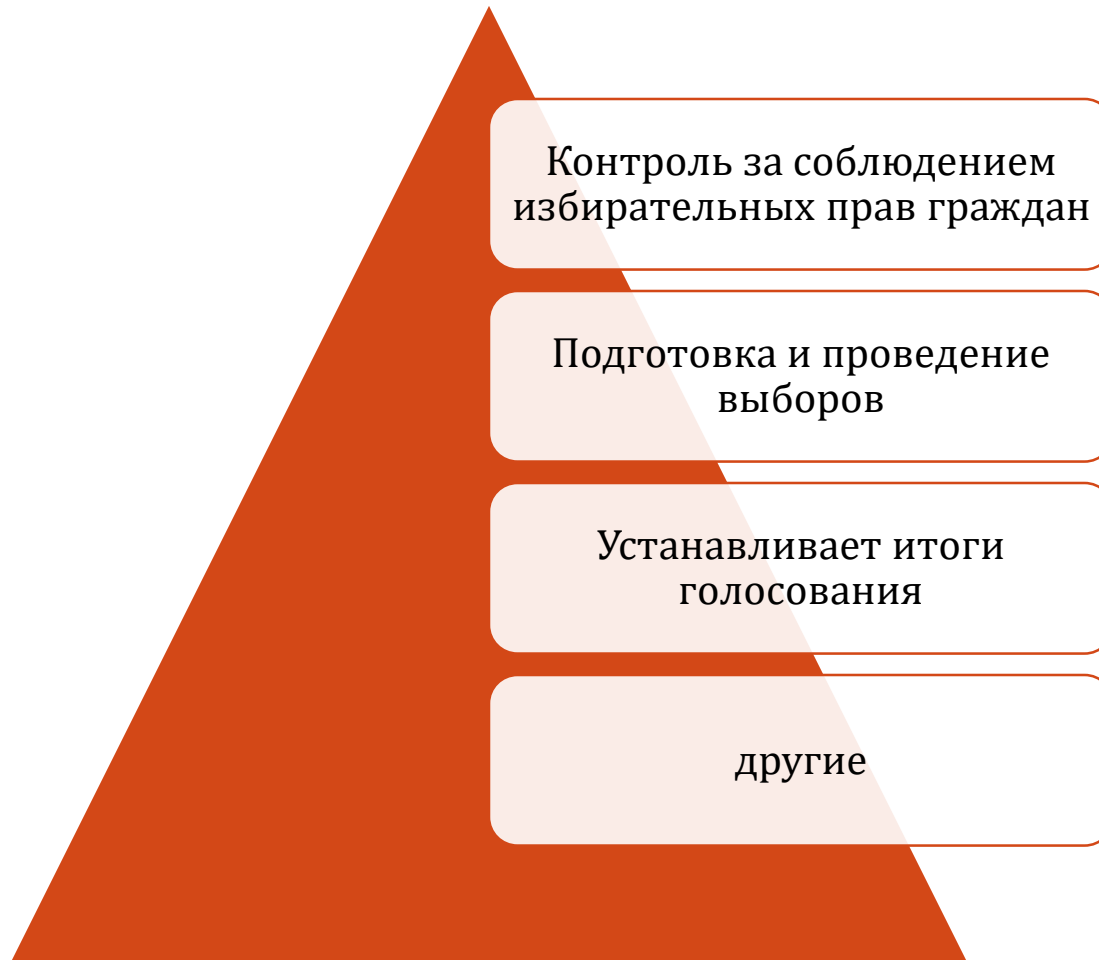 Контроль за соблюдением
избирательных прав граждан
Подготовка и проведение
выборов
Устанавливает итоги
голосования
другие